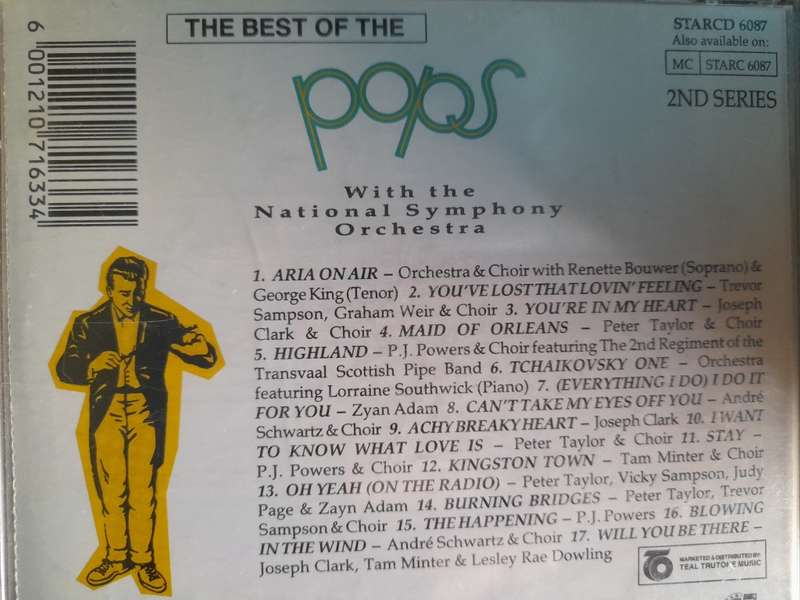 THE BEST OF THE
pops
With the
National Symphony
Orchestra
STARCD 6087
Also available on:
MC STARC 6087
2ND SERIES
6 001210 716334
1. ARIA ON AIR – Orchestra & Choir with Renette Bouwer (Soprano) &
George King (Tenor) 2. YOU'VE LOST THAT LOVIN' FEELING – Trevor
Sampson, Graham Weir & Choir 3. YOU'RE IN MY HEART – Joseph
Clark & Choir 4. MAID OF ORLEANS – Peter Taylor & Choir
5. HIGHLAND – P.J. Powers & Choir featuring The 2nd Regiment of the
Transvaal Scottish Pipe Band 6. TCHAIKOVSKY ONE – Orchestra
featuring Lorraine Southwick (Piano) 7. (EVERYTHING I DO) I DO IT
FOR YOU – Zyan Adam 8. CAN'T TAKE MY EYES OFF YOU – André
Schwartz & Choir 9. ACHY BREAKY HEART – Joseph Clark 10. I WANT
TO KNOW WHAT LOVE IS – Peter Taylor & Choir 11. STAY –
P.J. Powers & Choir 12. KINGSTON TOWN – Tam Minter & Choir
13. OH YEAH (ON THE RADIO) – Peter Taylor, Vicky Sampson, Judy
Page & Zayn Adam 14. BURNING BRIDGES – Peter Taylor, Trevor
Sampson & Choir 15. THE HAPPENING – P.J. Powers 16. BLOWING
IN THE WIND – André Schwartz & Choir 17. WILL YOU BE THERE –
Joseph Clark, Tam Minter & Lesley Rae Dowling
MARKETED & DISTRIBUTED BY:
TEAL TRUTONE MUSIC